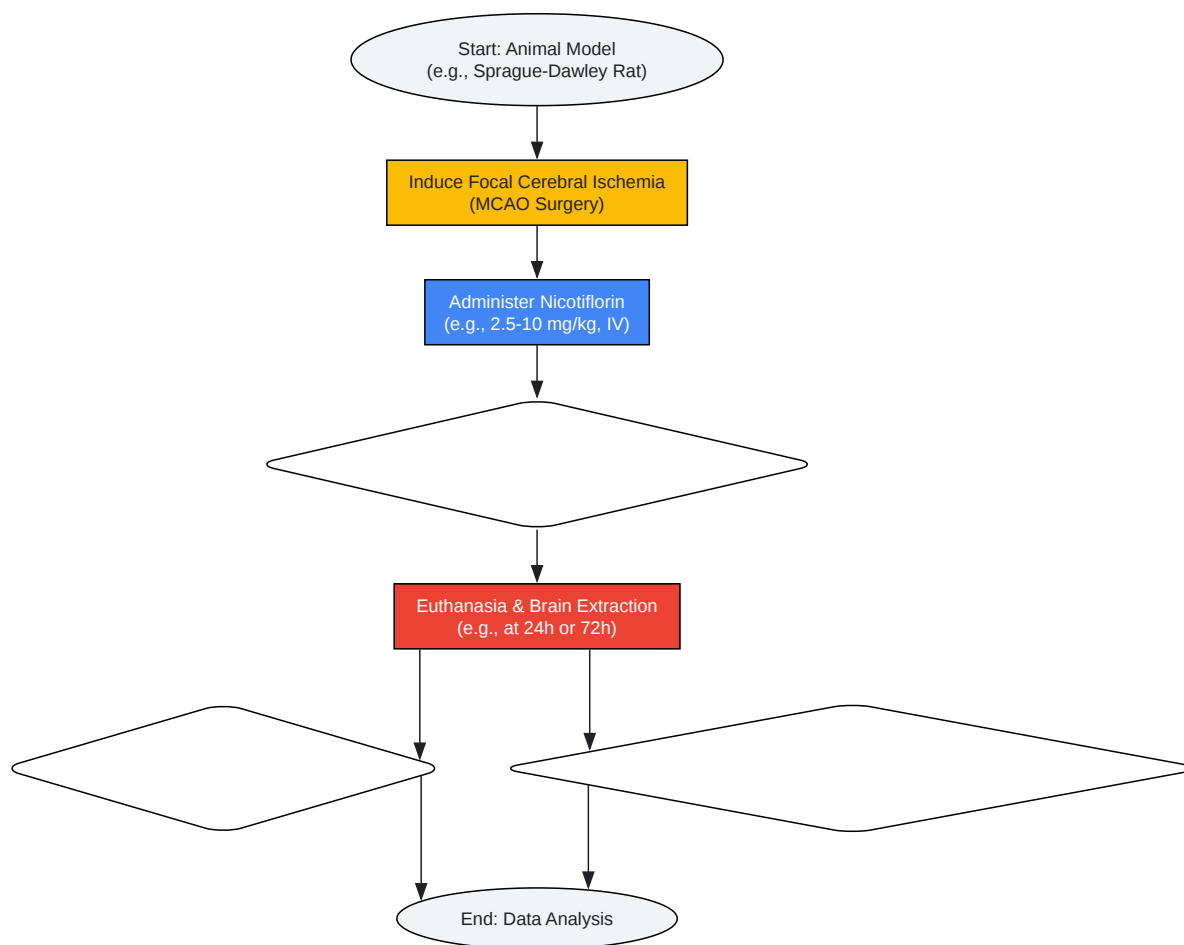 Start: Animal Model
(e.g., Sprague-Dawley Rat)
Induce Focal Cerebral Ischemia
(MCAO Surgery)
Administer Nicotiflorin
(e.g., 2.5-10 mg/kg, IV)
Euthanasia & Brain Extraction
(e.g., at 24h or 72h)
End: Data Analysis